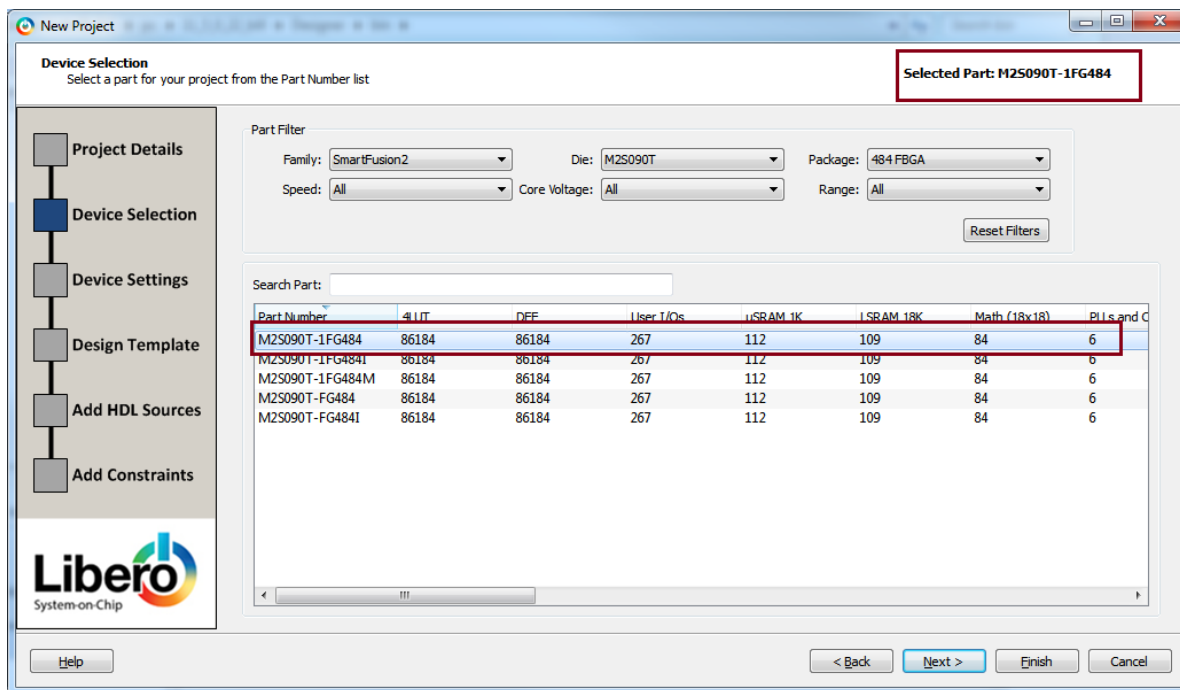 New Project
Device Selection
Select a part for your project from the Part Number list
Selected Part: M2S090T-1FG484
Project Details
Device Selection
Device Settings
Design Template
Add HDL Sources
Add Constraints
Libero
System-on-Chip
Part Filter
Family: SmartFusion2 Die: M2S090T Package: 484 FBGA
Speed: All Core Voltage: All Range: All
Reset Filters
Search Part:
Part Number 4LUT DFF User I/Os uSRAM 1K LSRAM 18K Math (18x18) PLLs and C
M2S090T-1FG484 86184 86184 267 112 109 84 6
M2S090T-1FG484I 86184 86184 267 112 109 84 6
M2S090T-1FG484M 86184 86184 267 112 109 84 6
M2S090T-FG484 86184 86184 267 112 109 84 6
M2S090T-FG484I 86184 86184 267 112 109 84 6
Help < Back Next > Finish Cancel